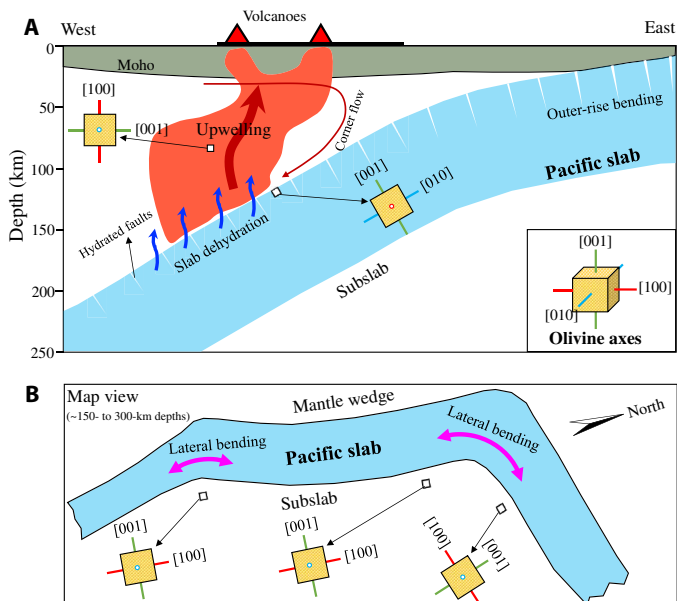 A
West
Volcanoes
East
0
50
100
150
200
250
Depth (km)
Moho
[100]
[001]
Upwelling
Corner flow
Outer-rise bending
Pacific slab
[001]
[010]
Hydrated faults
Slab dehydration
Subslab
[001]
[100]
[010]
Olivine axes
B
Map view
(~150- to 300-km depths)
Mantle wedge
North
Lateral bending
Pacific slab
Lateral bending
Subslab
[001]
[100]
[001]
[100]
[100]
[001]